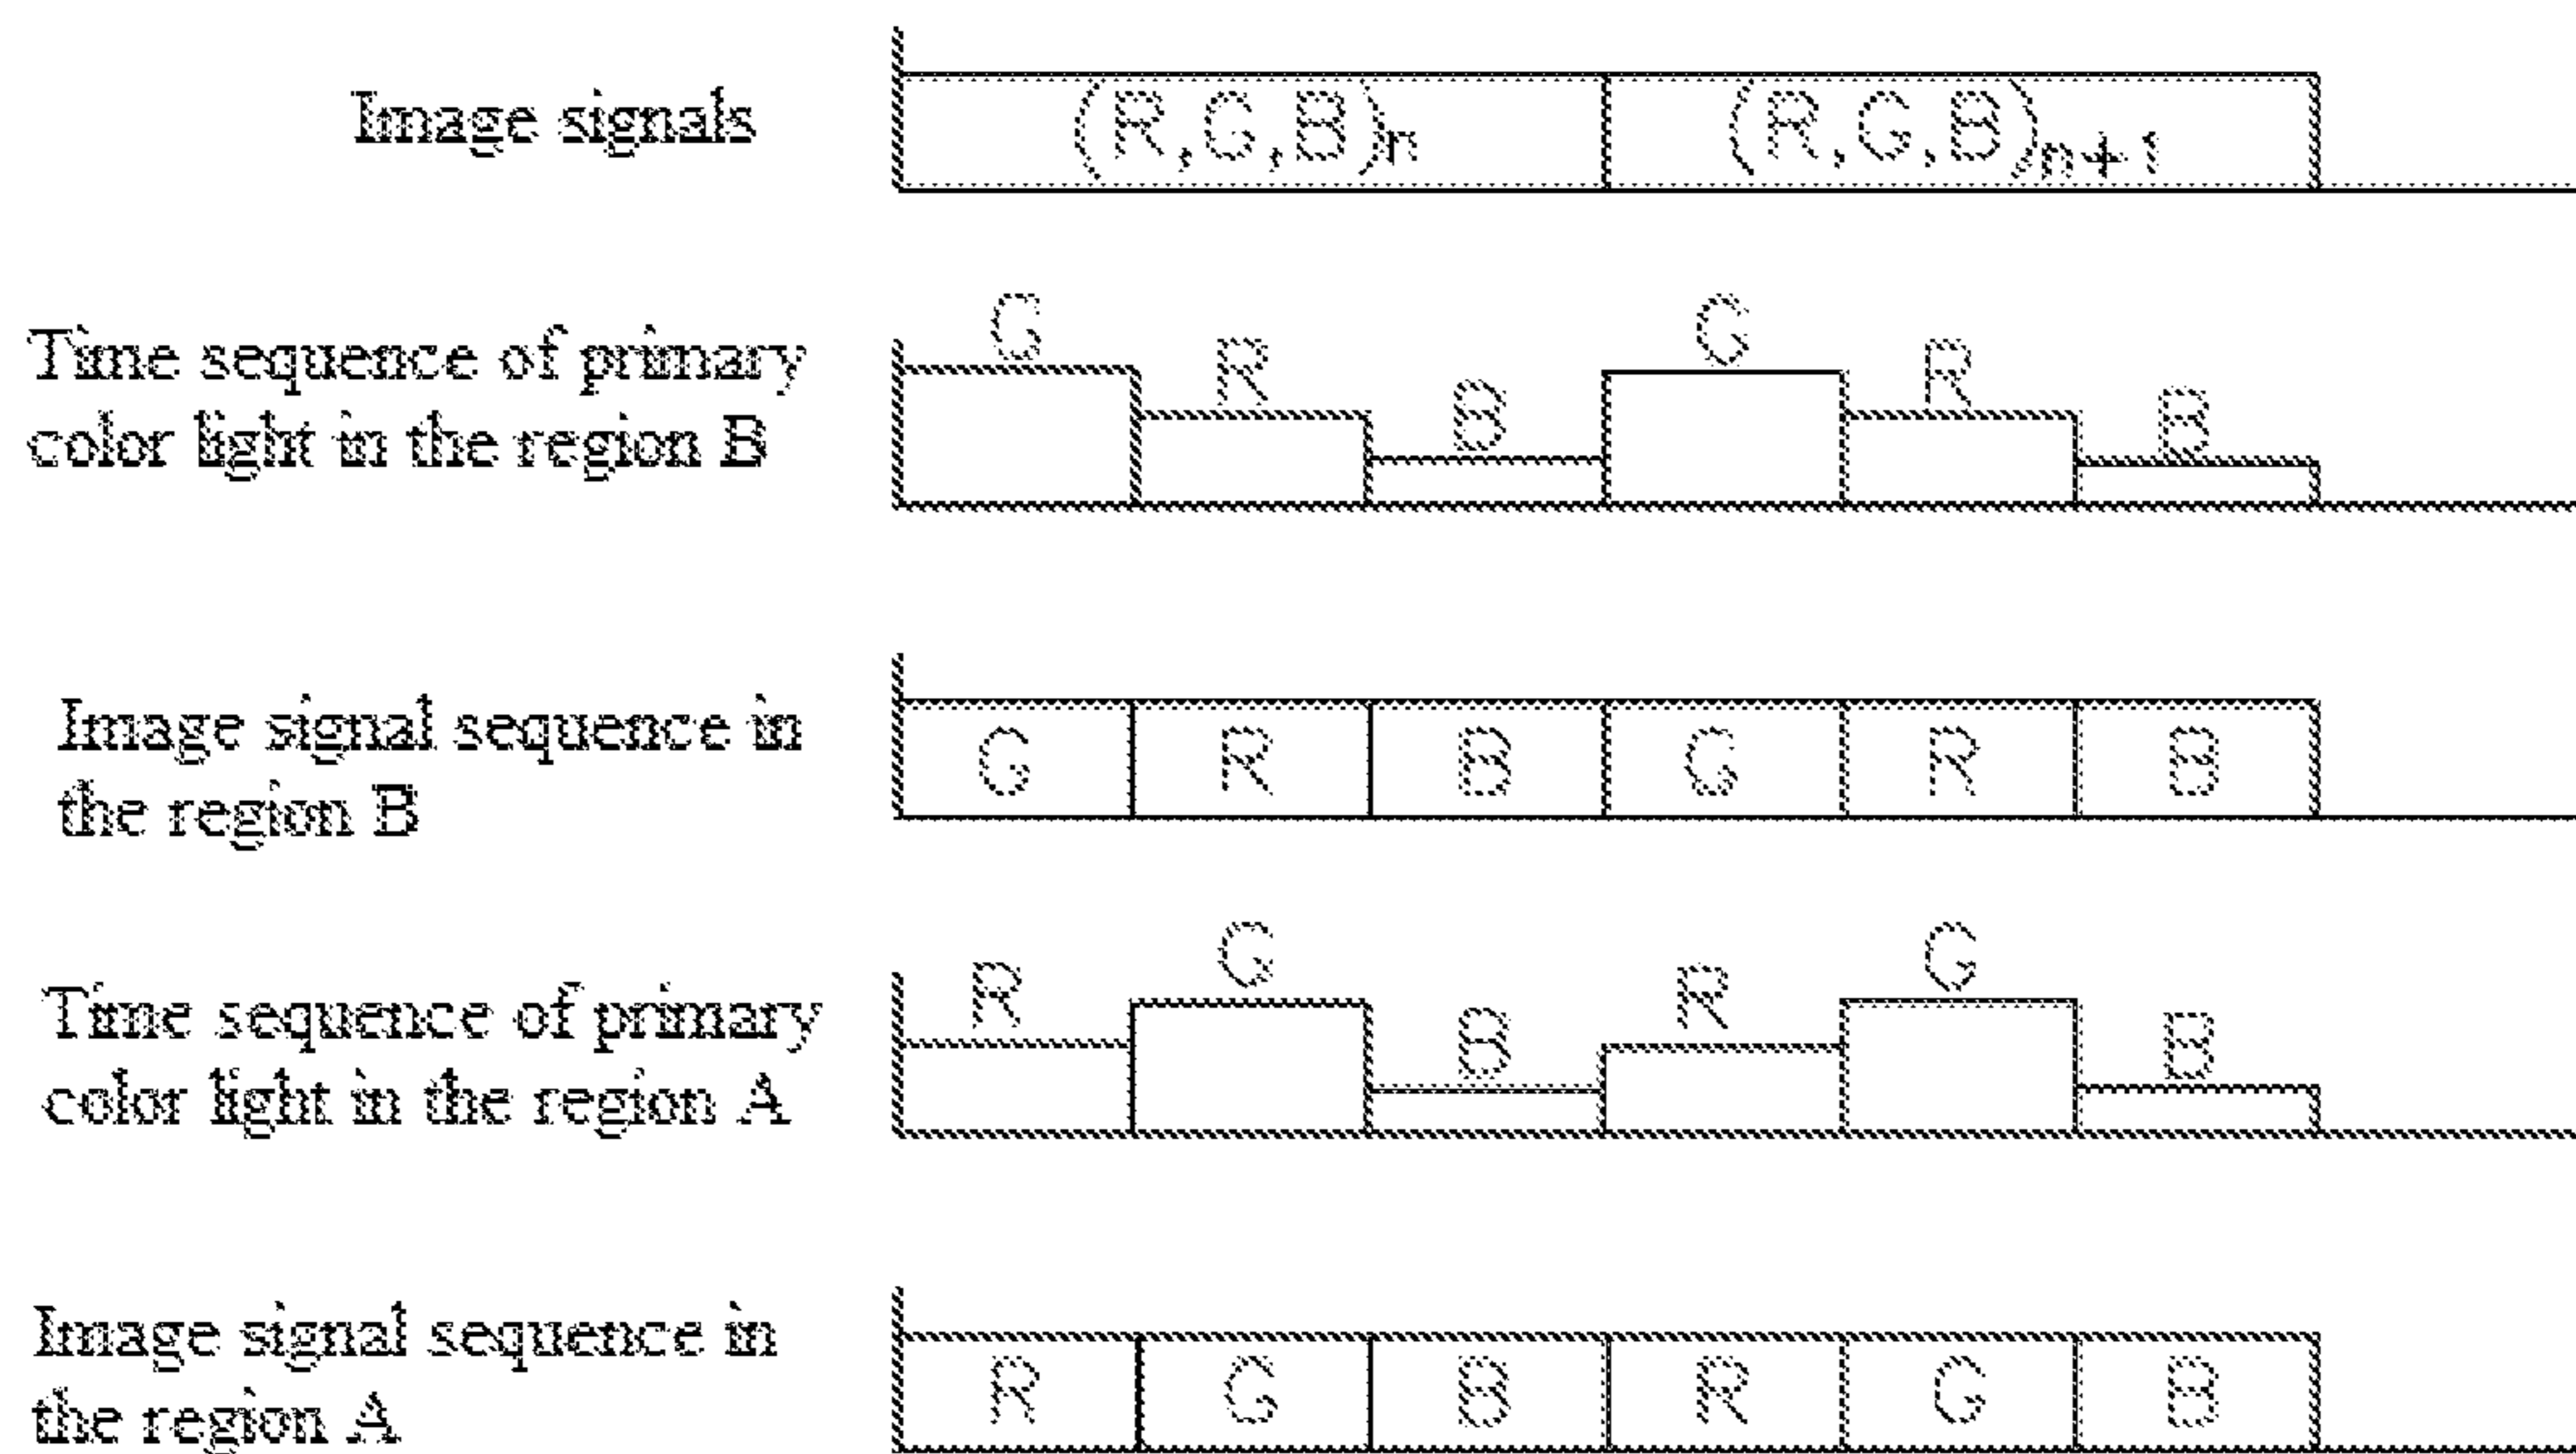 Image signals
(R,G,B)n
(R,G,B)n+1
Time sequence of primary
color light in the region B
G
R
B
G
R
B
Image signal sequence in
the region B
G
R
B
G
R
B
Time sequence of primary
color light in the region A
R
G
B
R
G
B
Image signal sequence in
the region A
R
G
B
R
G
B